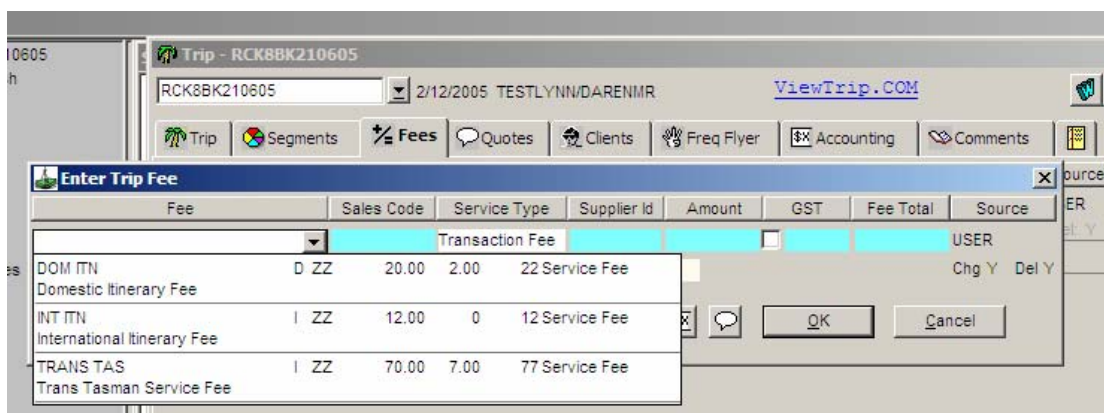 10605
Trip - RCK8BK210605
RCK8BK210605 2/12/2005 TESTLYNN/DARENMR ViewTrip.COM
Trip Segments Fees Quotes Clients Freq Flyer Accounting Comments
Enter Trip Fee
Fee Sales Code Service Type Supplier Id Amount GST Fee Total Source
Transaction Fee USER
DOM ITN D ZZ 20.00 2.00 22 Service Fee Chg Y Del Y
Domestic Itinerary Fee
INT ITN I ZZ 12.00 0 12 Service Fee OK Cancel
International Itinerary Fee
TRANS TAS I ZZ 70.00 7.00 77 Service Fee
Trans Tasman Service Fee